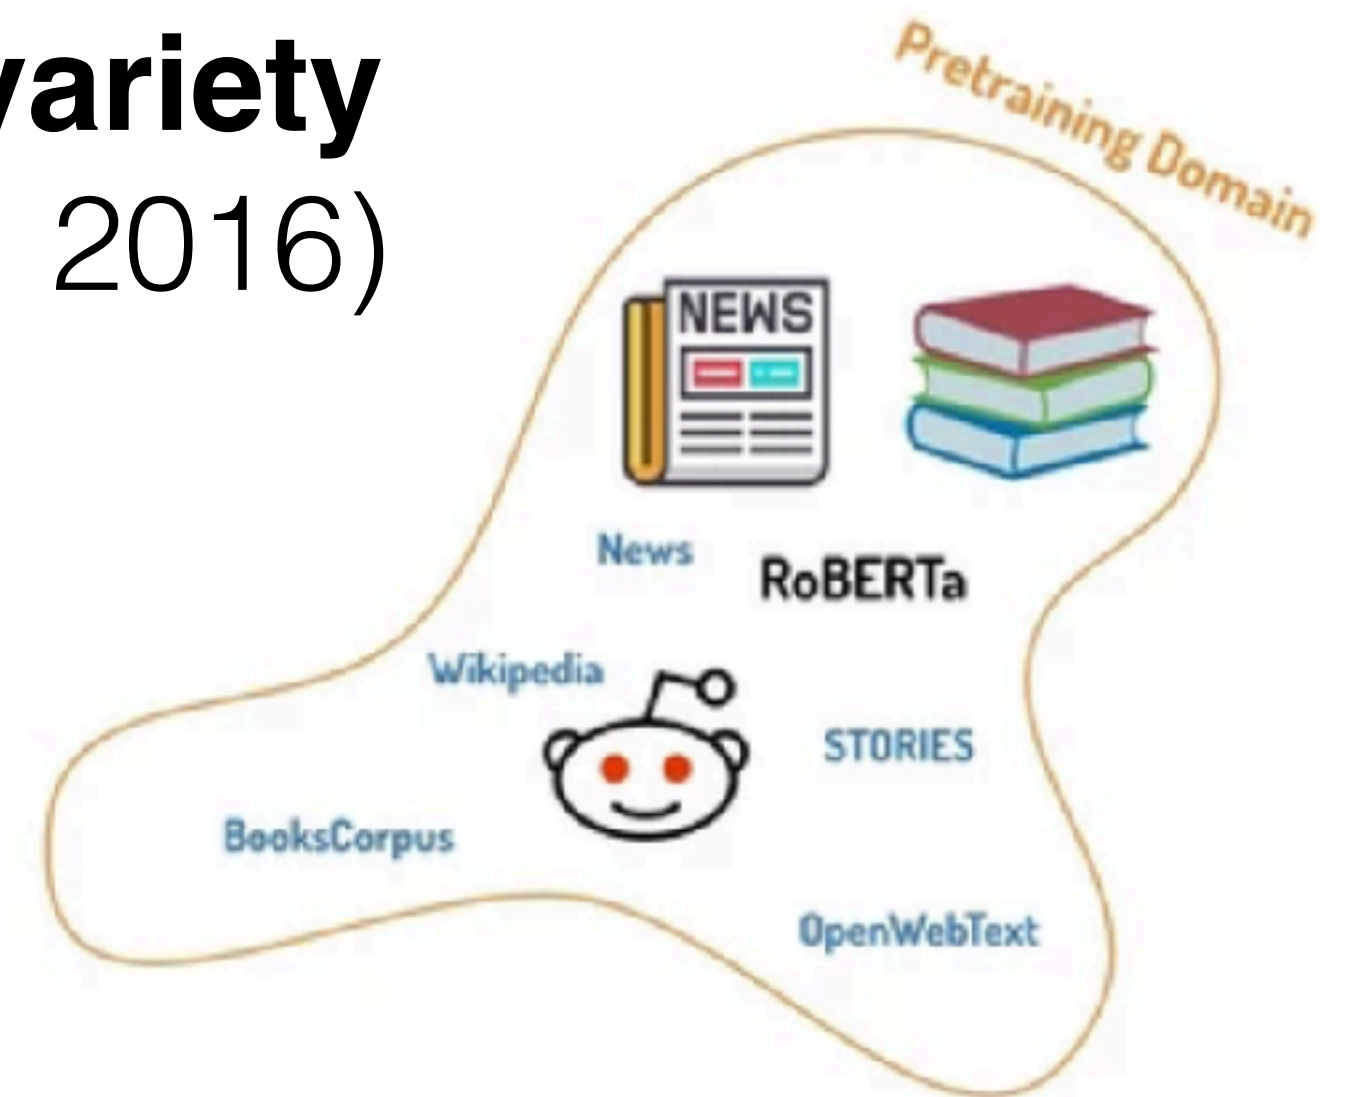 variety
2016)
Pretraining Domain
NEWS
News
RoBERTa
Wikipedia
STORIES
BooksCorpus
OpenWebText